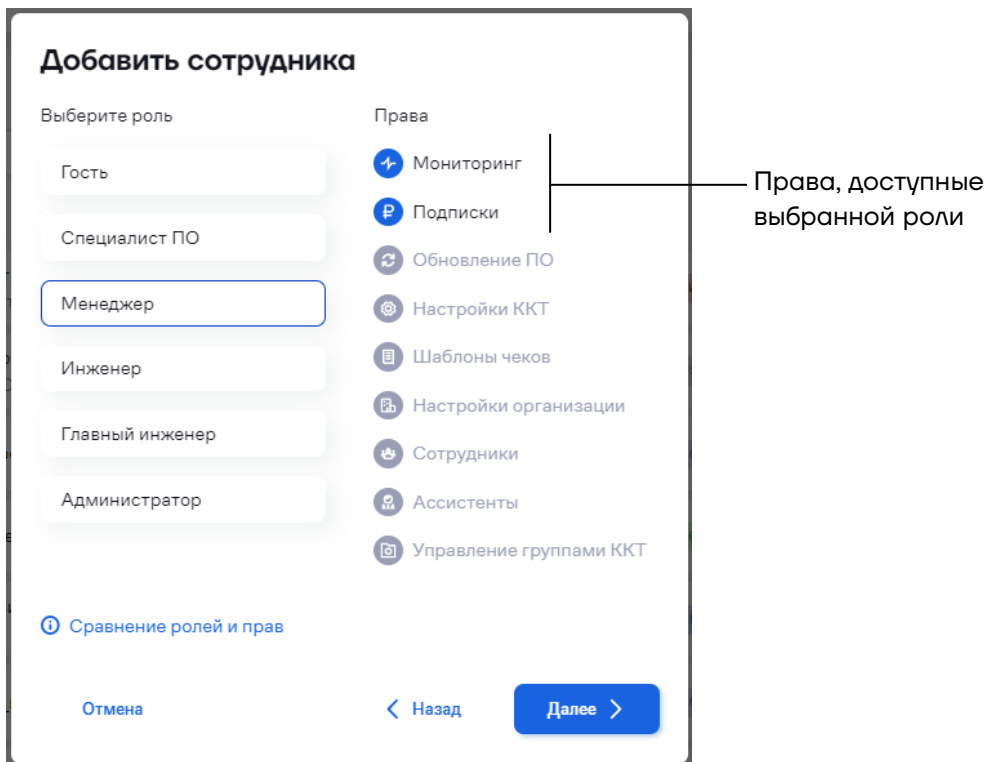 Добавить сотрудника
Выберите роль
Гость
Специалист ПО
Менеджер
Инженер
Главный инженер
Администратор
Права
Мониторинг
Подписки
Обновление ПО
Настройки ККТ
Шаблоны чеков
Настройки организации
Сотрудники
Ассистенты
Управление группами ККТ
Права, доступные
выбранной роли
Сравнение ролей и прав
Отмена
Назад
Далее